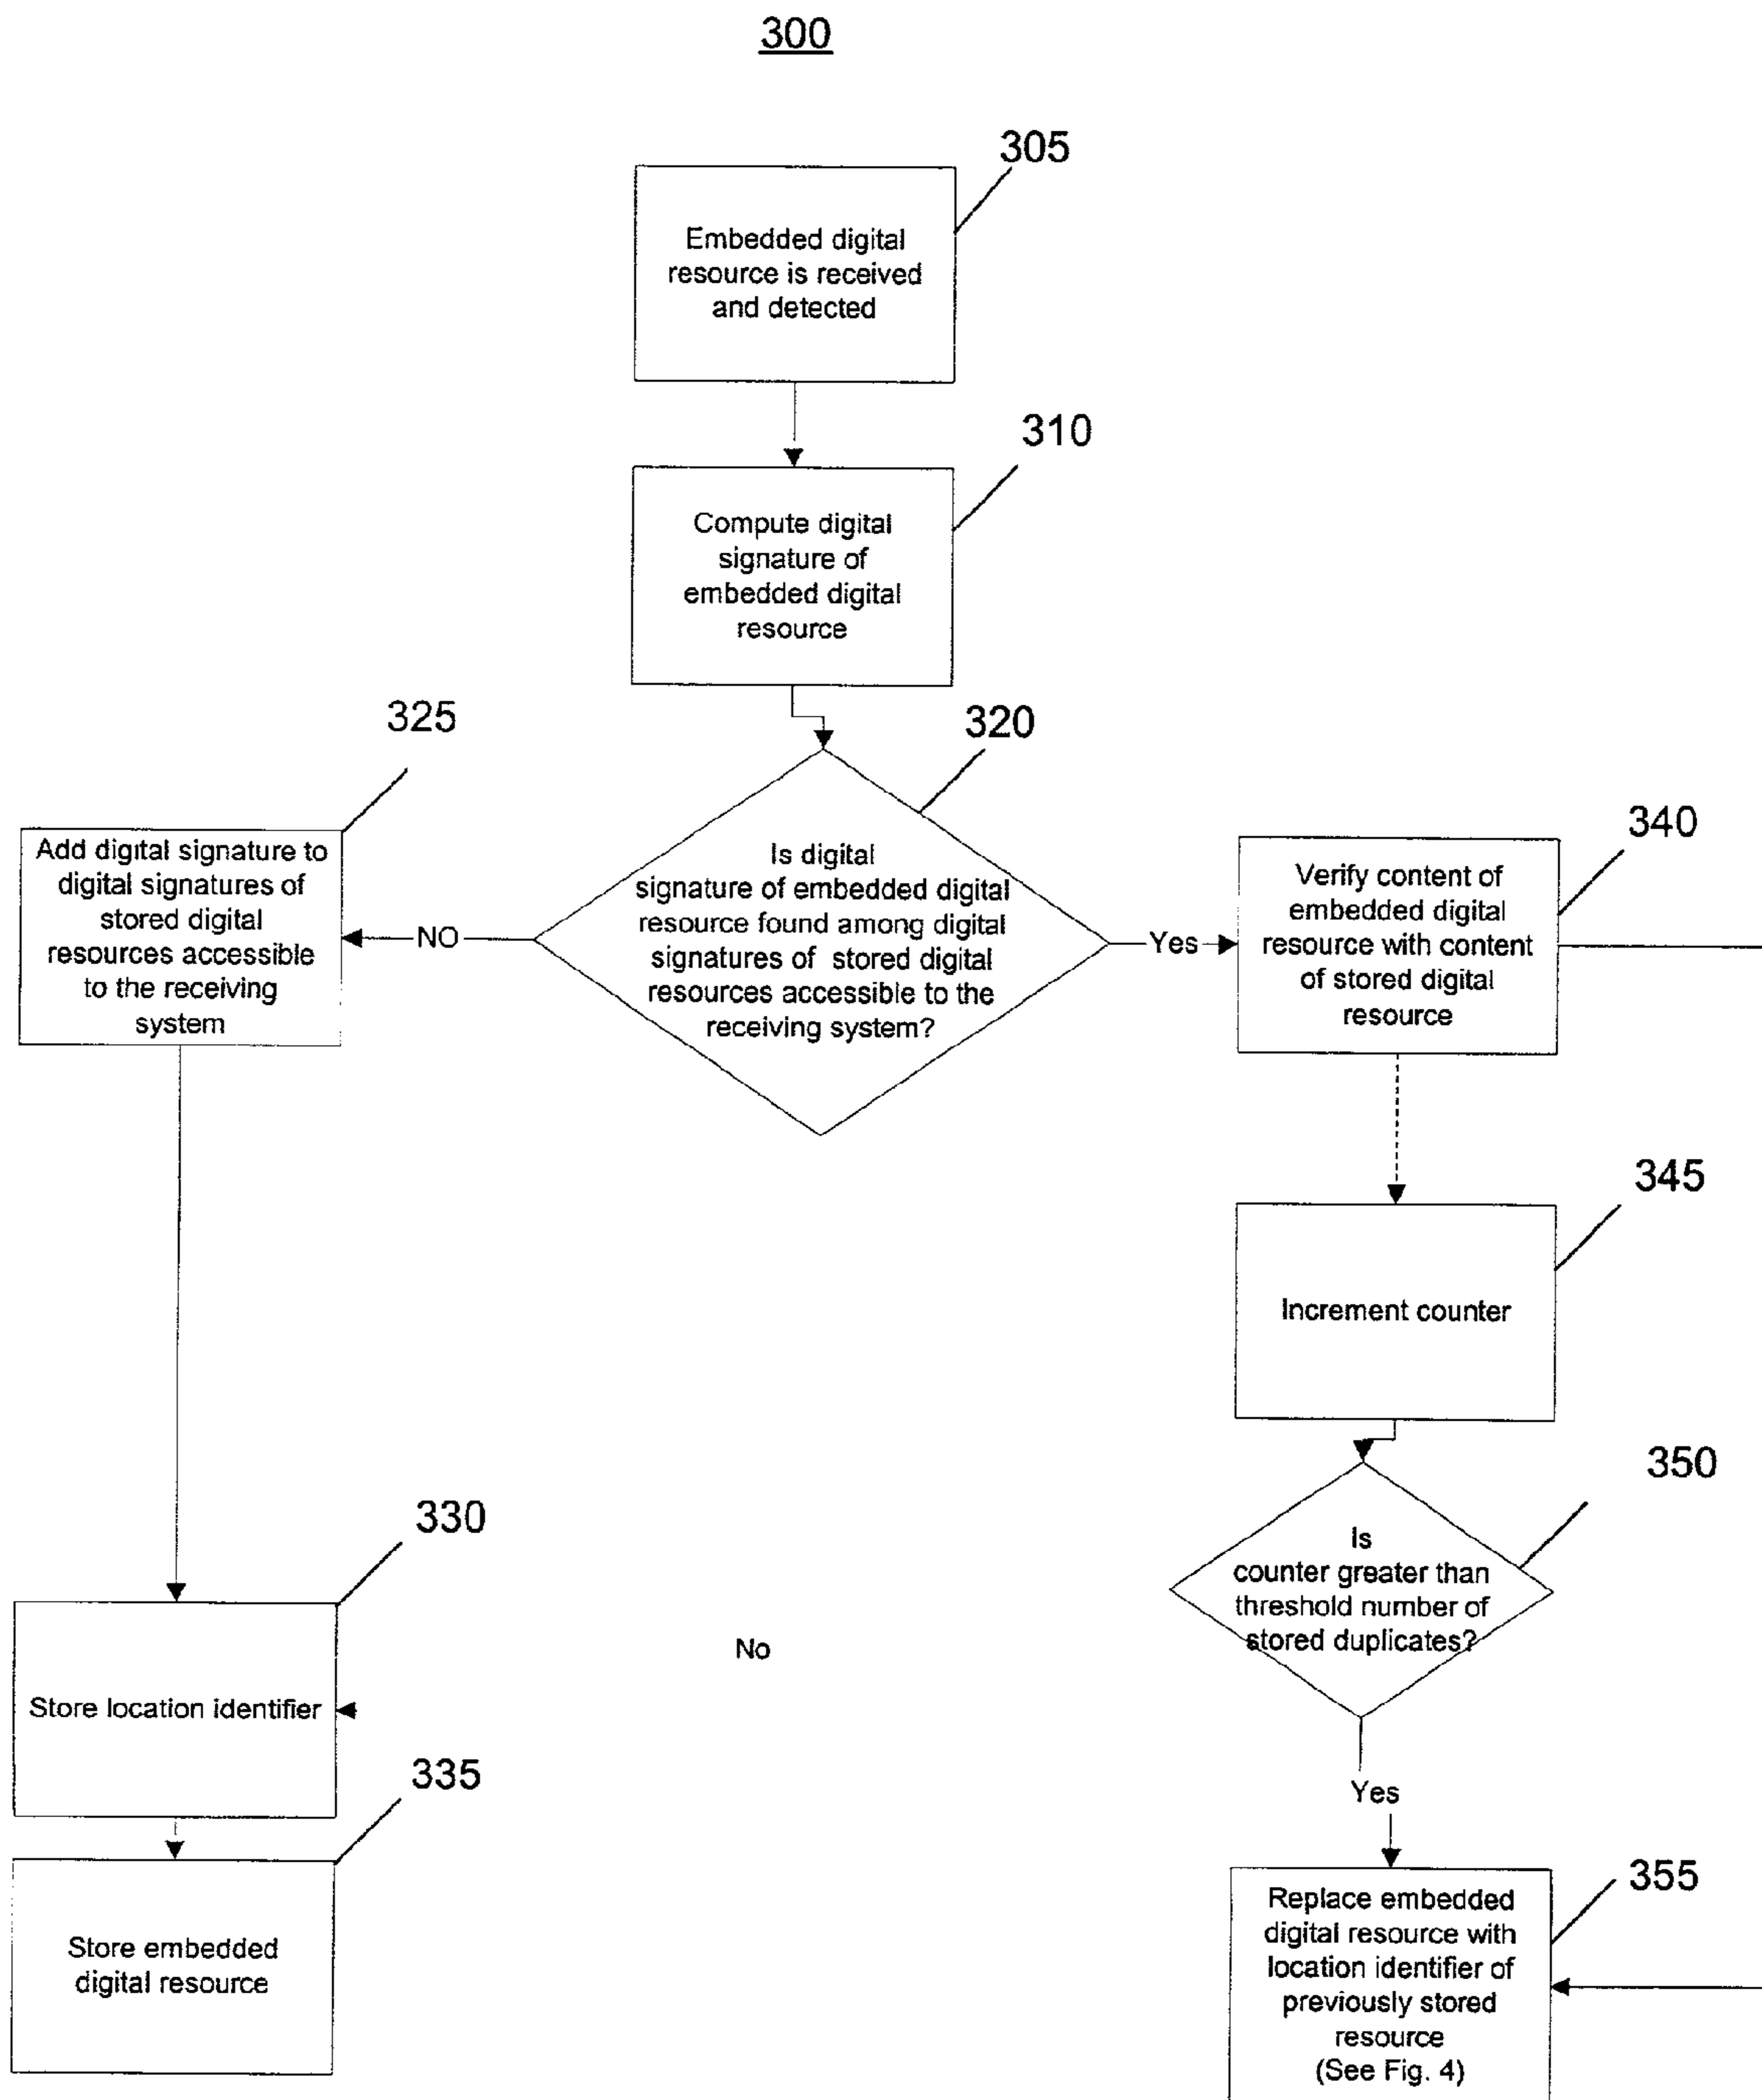 300
305
Embedded digital
resource is received
and detected
310
Compute digital
signature of
embedded digital
resource
325
320
340
Add digital signature to
digital signatures of
stored digital
resources accessible
to the receiving
system
NO
Is digital
signature of embedded digital
resource found among digital
signatures of stored digital
resources accessible to the
receiving system?
Yes
Verify content of
embedded digital
resource with content
of stored digital
resource
345
Increment counter
350
Is
counter greater than
threshold number of
stored duplicates?
330
No
Store location identifier
335
Yes
Store embedded
digital resource
355
Replace embedded
digital resource with
location identifier of
previously stored
resource
(See Fig. 4)